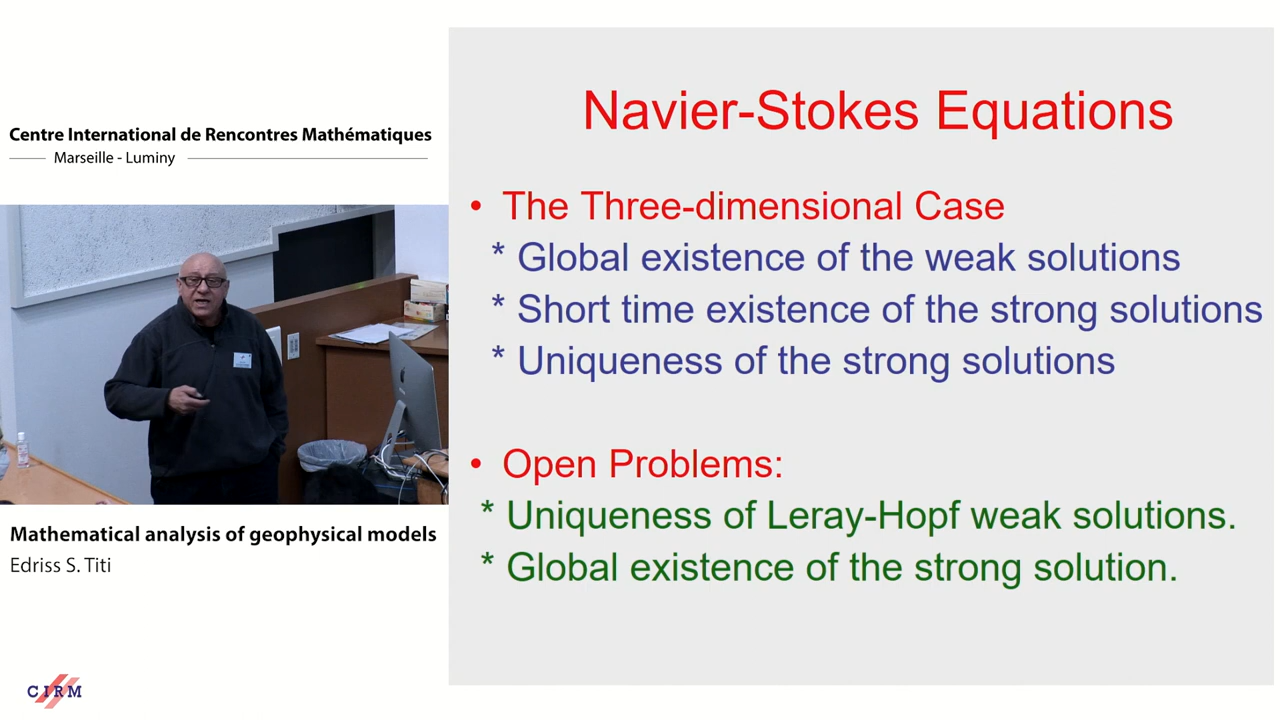 Centre International de Rencontres Mathématiques
Marseille - Luminy
Mathematical analysis of geophysical models
Edriss S. Titi
CIRM
Navier-Stokes Equations
• The Three-dimensional Case
* Global existence of the weak solutions
* Short time existence of the strong solutions
* Uniqueness of the strong solutions
• Open Problems:
* Uniqueness of Leray-Hopf weak solutions.
* Global existence of the strong solution.